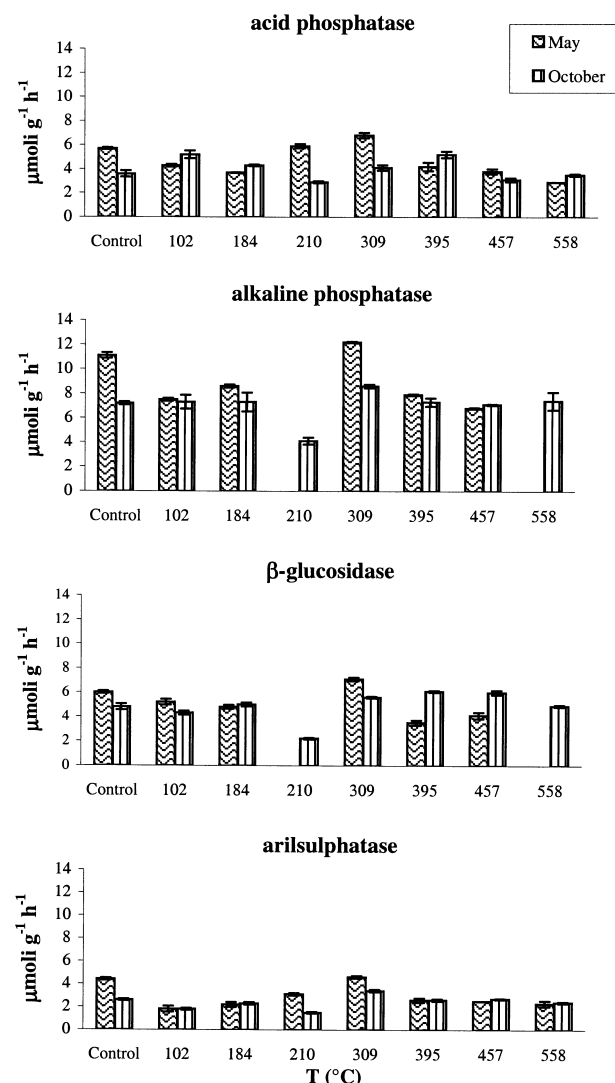 acid phosphatase
May
October
14
12
10
8
6
4
2
0
μmoli g-1 h-1
Control 102 184 210 309 395 457 558
alkaline phosphatase
14
12
10
8
6
4
2
0
μmoli g-1 h-1
Control 102 184 210 309 395 457 558
β-glucosidase
14
12
10
8
6
4
2
0
μmoli g-1 h-1
Control 102 184 210 309 395 457 558
arilsulphatase
14
12
10
8
6
4
2
0
μmoli g-1 h-1
Control 102 184 210 309 395 457 558
T (°C)